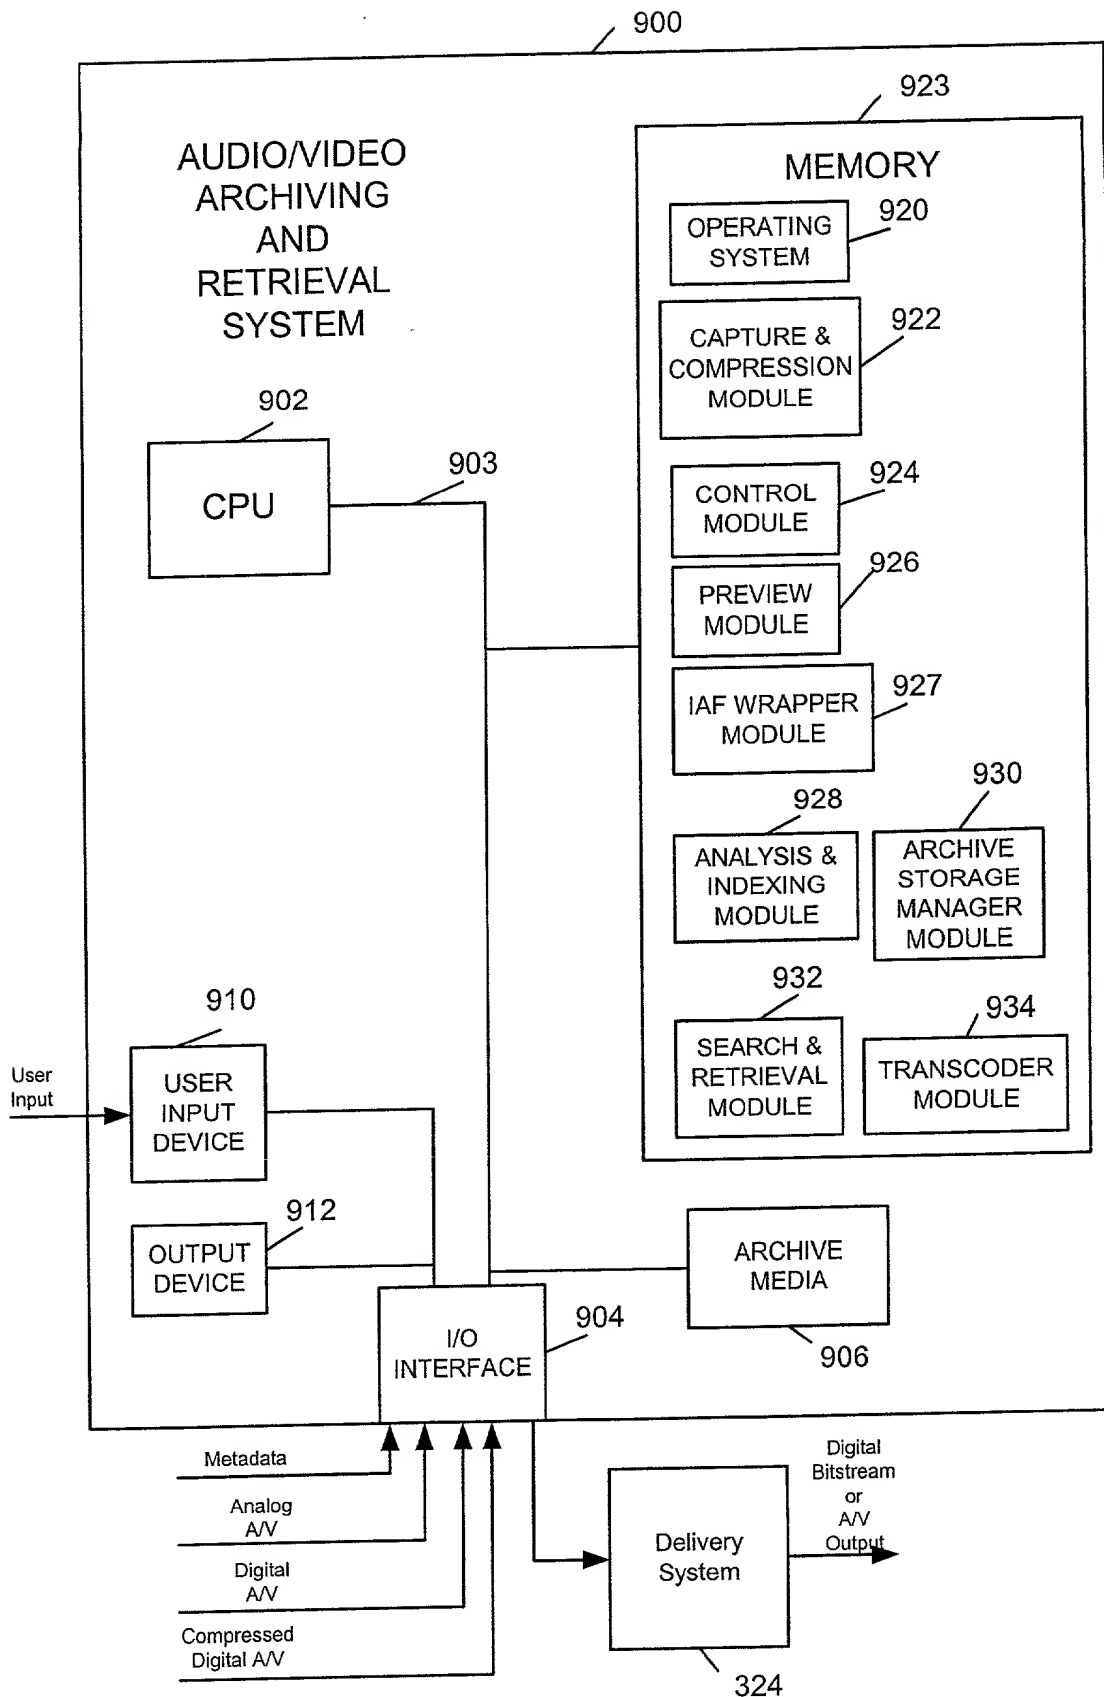 900
923
AUDIO/VIDEO
ARCHIVING
AND
RETRIEVAL
SYSTEM
MEMORY
OPERATING
SYSTEM
920
CAPTURE &
COMPRESSION
MODULE
922
902
CPU
903
CONTROL
MODULE
924
PREVIEW
MODULE
926
IAF WRAPPER
MODULE
927
928
ANALYSIS &
INDEXING
MODULE
930
ARCHIVE
STORAGE
MANAGER
MODULE
932
SEARCH &
RETRIEVAL
MODULE
934
TRANSCODER
MODULE
910
User
Input
USER
INPUT
DEVICE
912
OUTPUT
DEVICE
ARCHIVE
MEDIA
906
I/O
INTERFACE
904
Metadata
Analog
A/V
Digital
A/V
Compressed
Digital A/V
Delivery
System
324
Digital
Bitstream
or
A/V
Output